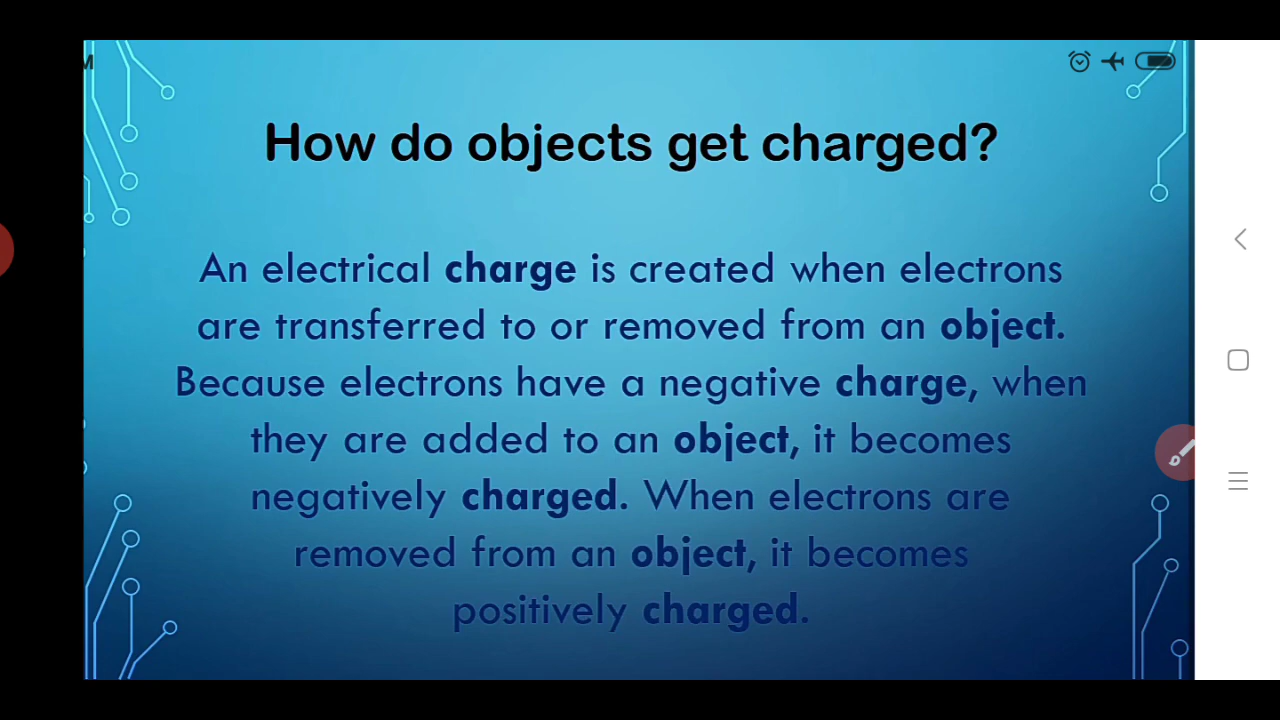 M
How do objects get charged?
An electrical charge is created when electrons
are transferred to or removed from an object.
Because electrons have a negative charge, when
they are added to an object, it becomes
negatively charged. When electrons are
removed from an object, it becomes
positively charged.